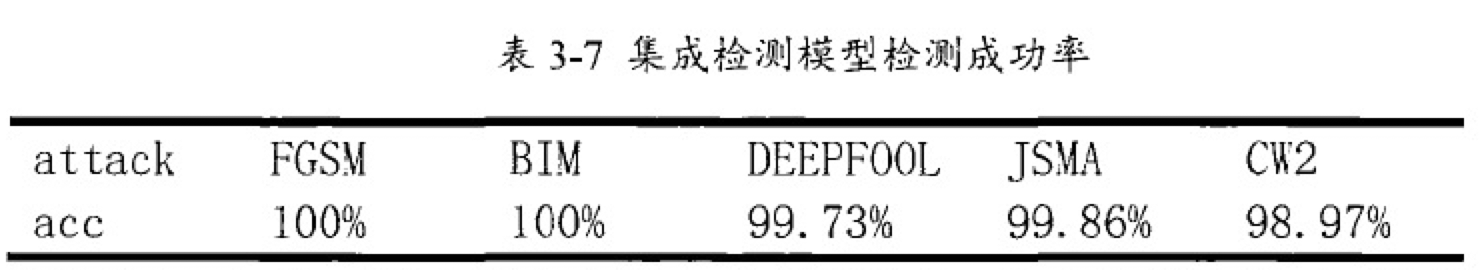 表 3-7 集成检测模型检测成功率
attack FGSM BIM DEEPFOOL JSMA CW2
acc 100% 100% 99.73% 99.86% 98.97%